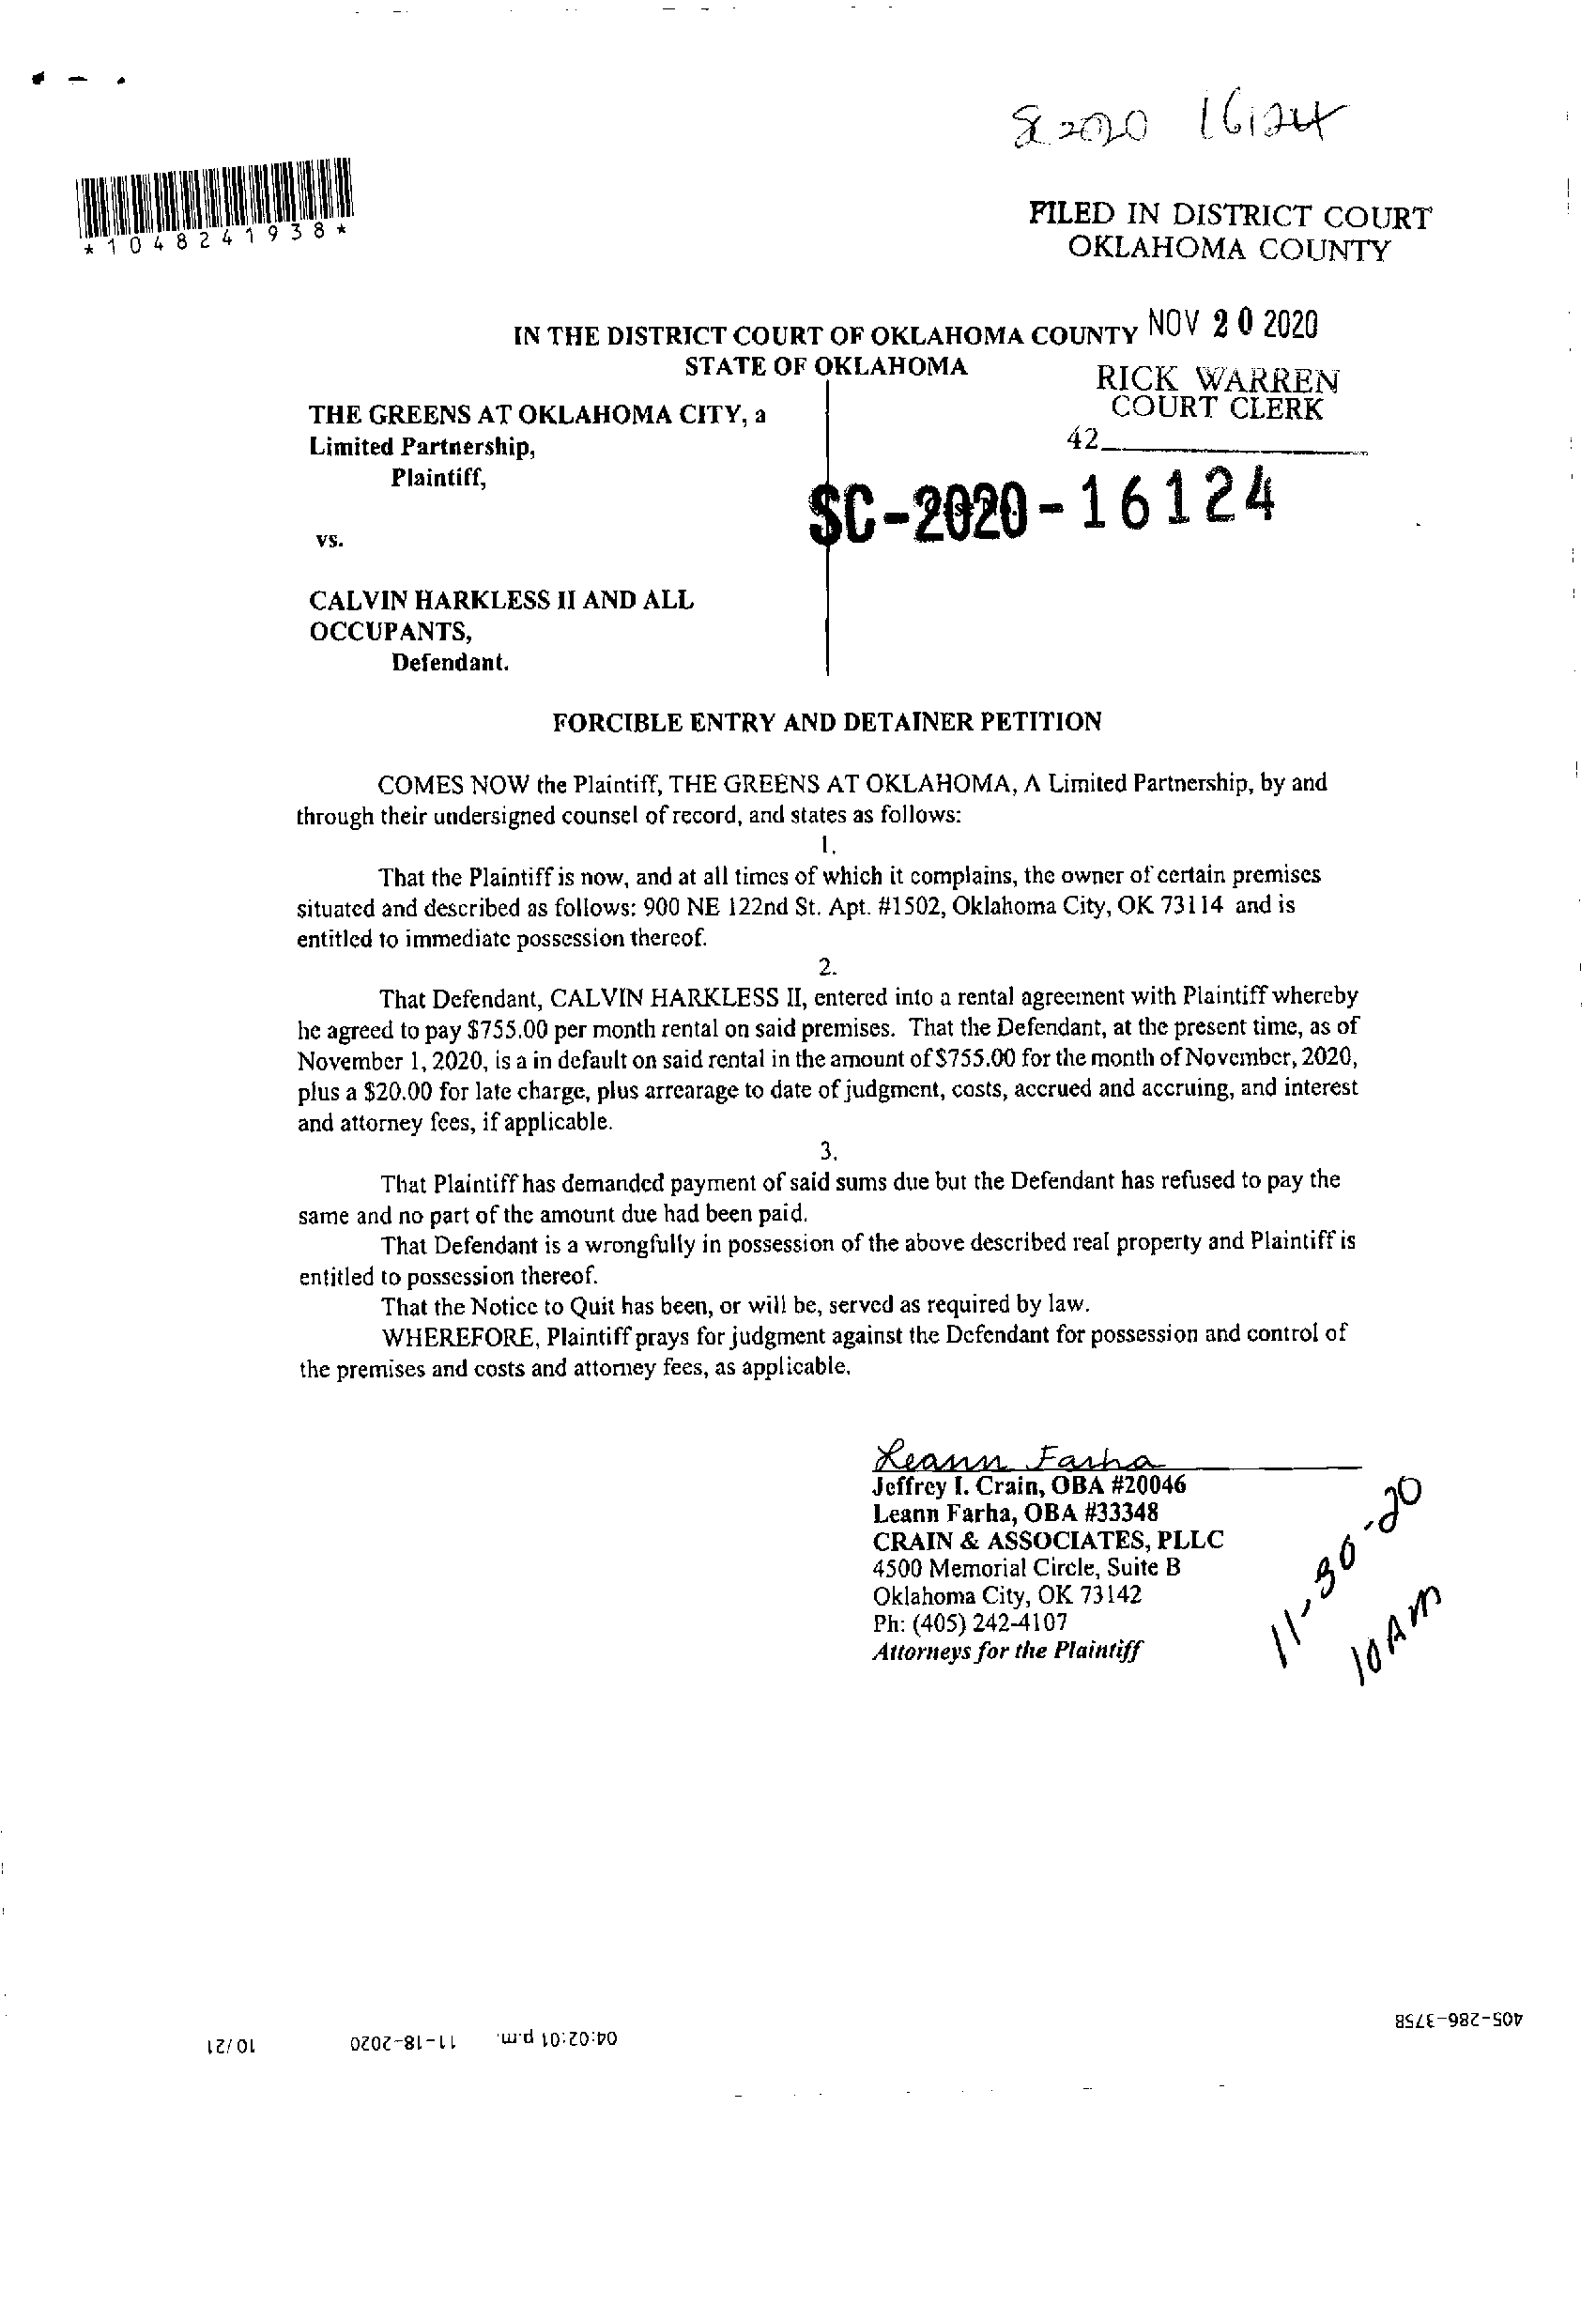 SC 2020 16124
*1048241938*
FILED IN DISTRICT COURT
OKLAHOMA COUNTY
IN THE DISTRICT COURT OF OKLAHOMA COUNTY NOV 20 2020
STATE OF OKLAHOMA
RICK WARREN
COURT CLERK
42
THE GREENS AT OKLAHOMA CITY, a
Limited Partnership,
Plaintiff,
SC-2020-16124
vs.
CALVIN HARKLESS II AND ALL
OCCUPANTS,
Defendant.
FORCIBLE ENTRY AND DETAINER PETITION
COMES NOW the Plaintiff, THE GREENS AT OKLAHOMA, A Limited Partnership, by and
through their undersigned counsel of record, and states as follows:
1.
That the Plaintiff is now, and at all times of which it complains, the owner of certain premises
situated and described as follows: 900 NE 122nd St. Apt. #1502, Oklahoma City, OK 73114 and is
entitled to immediate possession thereof.
2.
That Defendant, CALVIN HARKLESS II, entered into a rental agreement with Plaintiff whereby
he agreed to pay $755.00 per month rental on said premises. That the Defendant, at the present time, as of
November 1, 2020, is a in default on said rental in the amount of $755.00 for the month of November, 2020,
plus a $20.00 for late charge, plus arrearage to date of judgment, costs, accrued and accruing, and interest
and attorney fees, if applicable.
3.
That Plaintiff has demanded payment of said sums due but the Defendant has refused to pay the
same and no part of the amount due had been paid.
That Defendant is a wrongfully in possession of the above described real property and Plaintiff is
entitled to possession thereof.
That the Notice to Quit has been, or will be, served as required by law.
WHEREFORE, Plaintiff prays for judgment against the Defendant for possession and control of
the premises and costs and attorney fees, as applicable.
Leann Farha
Jeffrey I. Crain, OBA #20046
Leann Farha, OBA #33348
CRAIN & ASSOCIATES, PLLC
4500 Memorial Circle, Suite B
Oklahoma City, OK 73142
Ph: (405) 242-4107
Attorneys for the Plaintiff
11-30-20
10 AM
405-286-3758
04:02:01 p.m. 11-18-2020 10/21